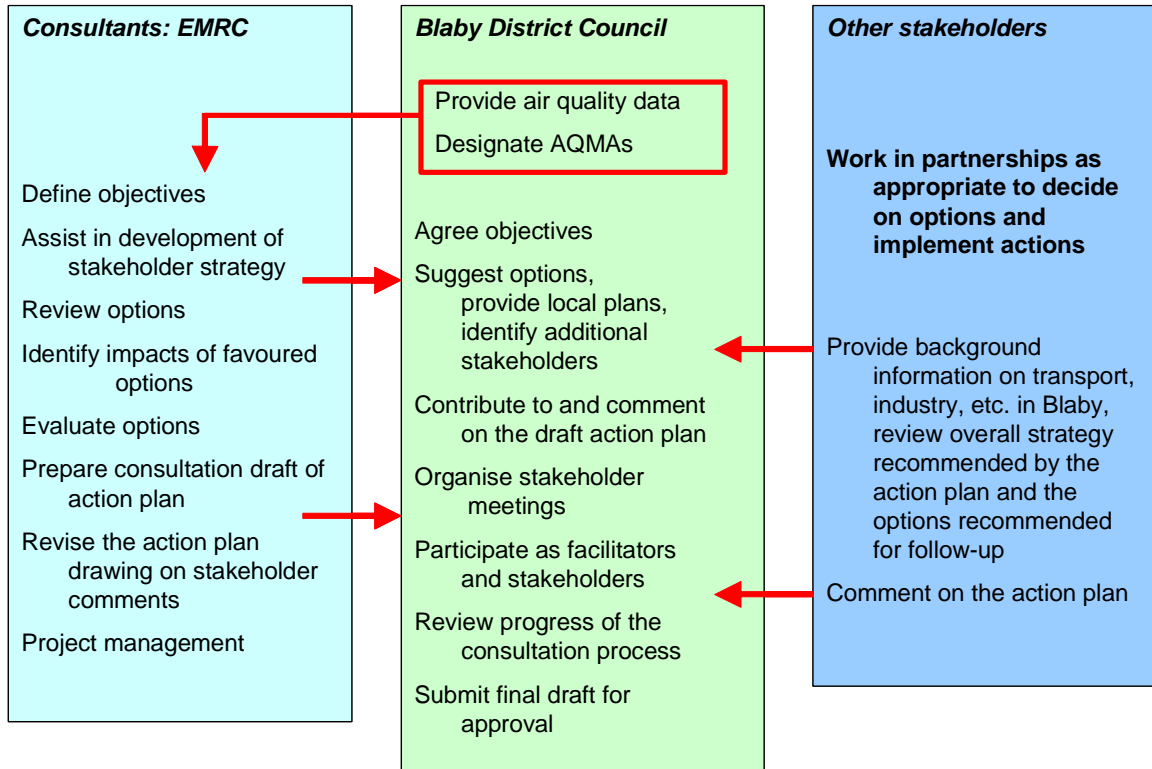 Consultants: EMRC
Define objectives
Assist in development of
stakeholder strategy
Review options
Identify impacts of favoured
options
Evaluate options
Prepare consultation draft of
action plan
Revise the action plan
drawing on stakeholder
comments
Project management
Blaby District Council
Provide air quality data
Designate AQMAs
Agree objectives
Suggest options,
provide local plans,
identify additional
stakeholders
Contribute to and comment
on the draft action plan
Organise stakeholder
meetings
Participate as facilitators
and stakeholders
Review progress of the
consultation process
Submit final draft for
approval
Other stakeholders
Work in partnerships as
appropriate to decide
on options and
implement actions
Provide background
information on transport,
industry, etc. in Blaby,
review overall strategy
recommended by the
action plan and the
options recommended
for follow-up
Comment on the action plan